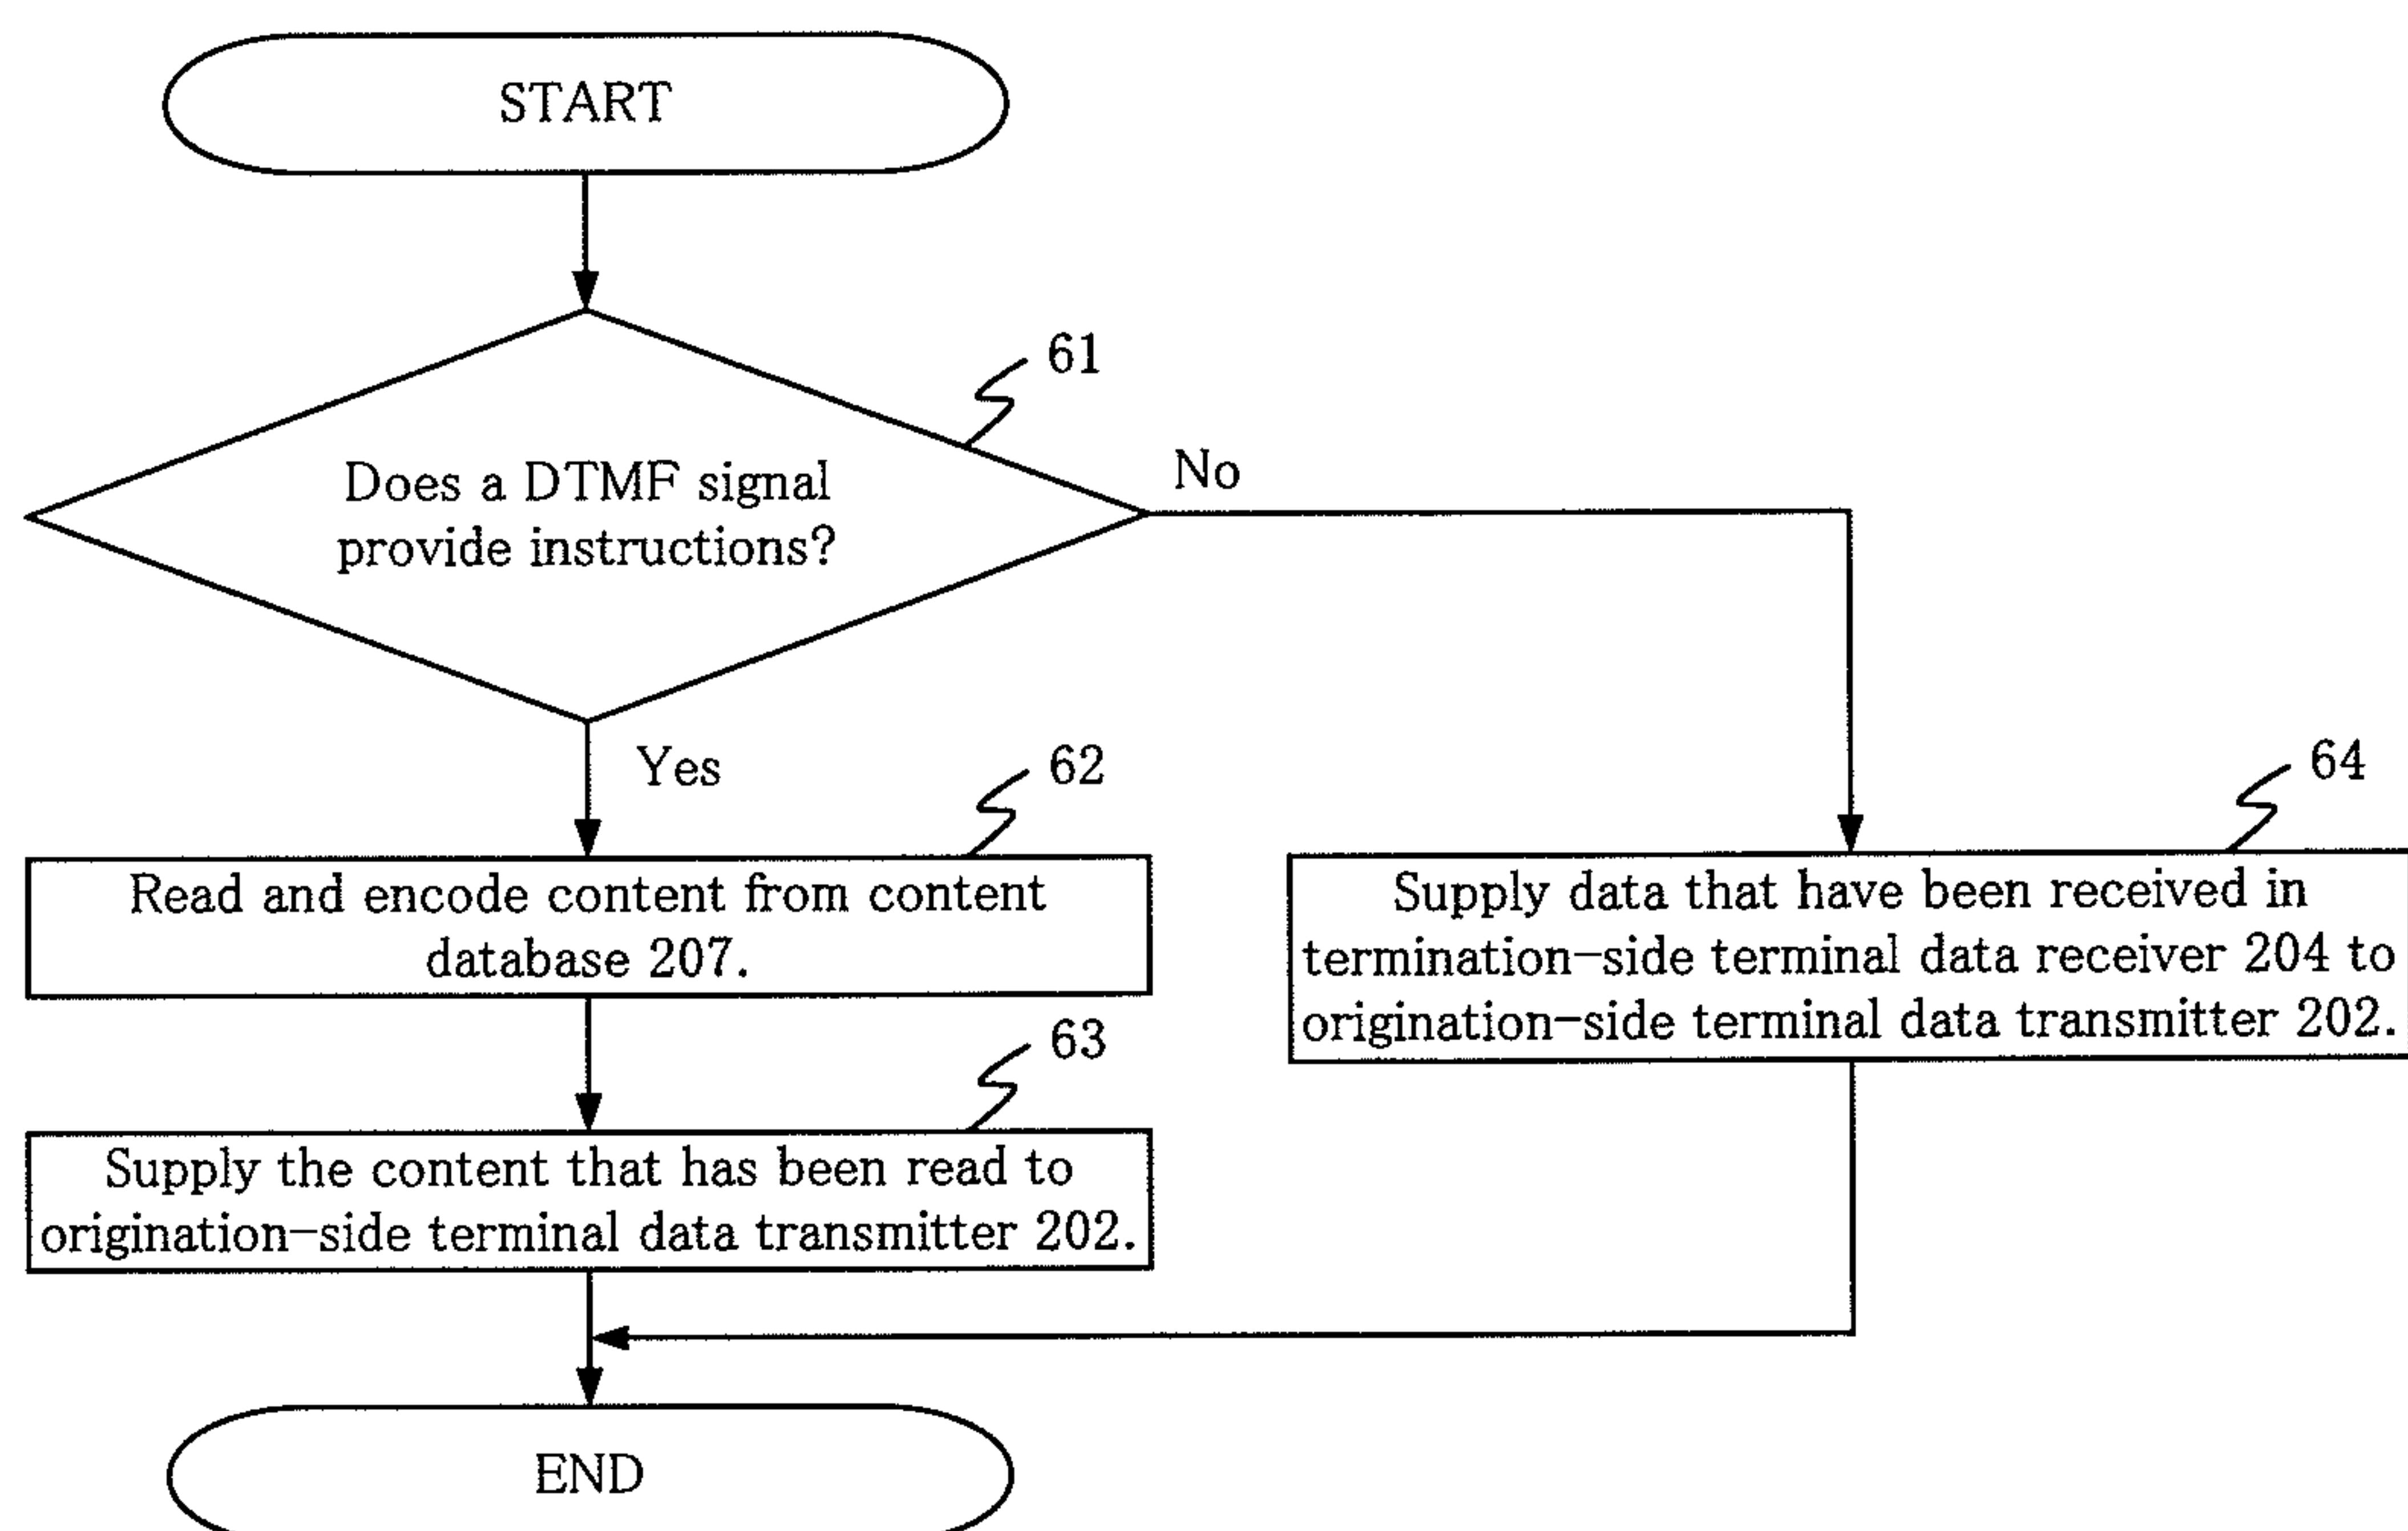 START
61
Does a DTMF signal
provide instructions?
No
Yes
62
Read and encode content from content
database 207.
64
Supply data that have been received in
termination-side terminal data receiver 204 to
origination-side terminal data transmitter 202.
63
Supply the content that has been read to
origination-side terminal data transmitter 202.
END